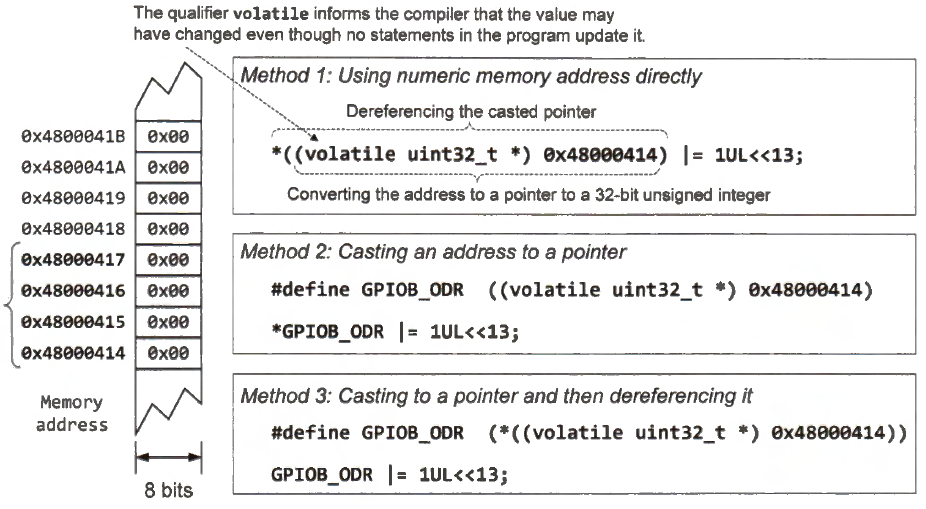 The qualifier volatile informs the compiler that the value may
have changed even though no statements in the program update it.
0x4800041B 0x00
0x4800041A 0x00
0x48000419 0x00
0x48000418 0x00
0x48000417 0x00
0x48000416 0x00
0x48000415 0x00
0x48000414 0x00
Memory
address
8 bits
Method 1: Using numeric memory address directly
Dereferencing the casted pointer
*((volatile uint32_t *) 0x48000414) |= 1UL<<13;
Converting the address to a pointer to a 32-bit unsigned integer
Method 2: Casting an address to a pointer
#define GPIOB_ODR ((volatile uint32_t *) 0x48000414)
*GPIOB_ODR |= 1UL<<13;
Method 3: Casting to a pointer and then dereferencing it
#define GPIOB_ODR (*((volatile uint32_t *) 0x48000414))
GPIOB_ODR |= 1UL<<13;